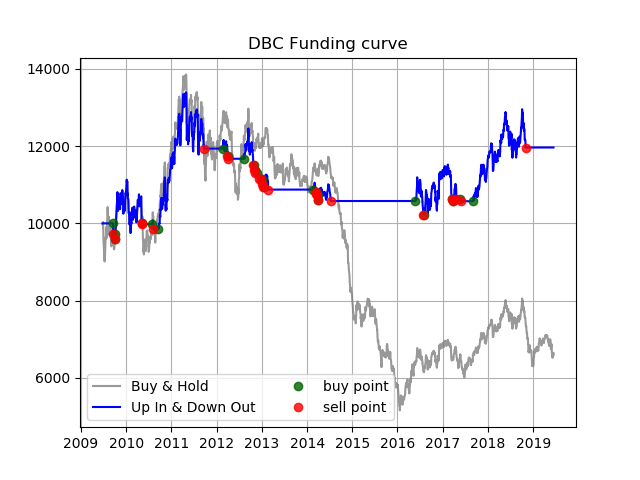 DBC Funding curve
14000
12000
10000
8000
6000
Buy & Hold
Up In & Down Out
buy point
sell point
2009 2010 2011 2012 2013 2014 2015 2016 2017 2018 2019